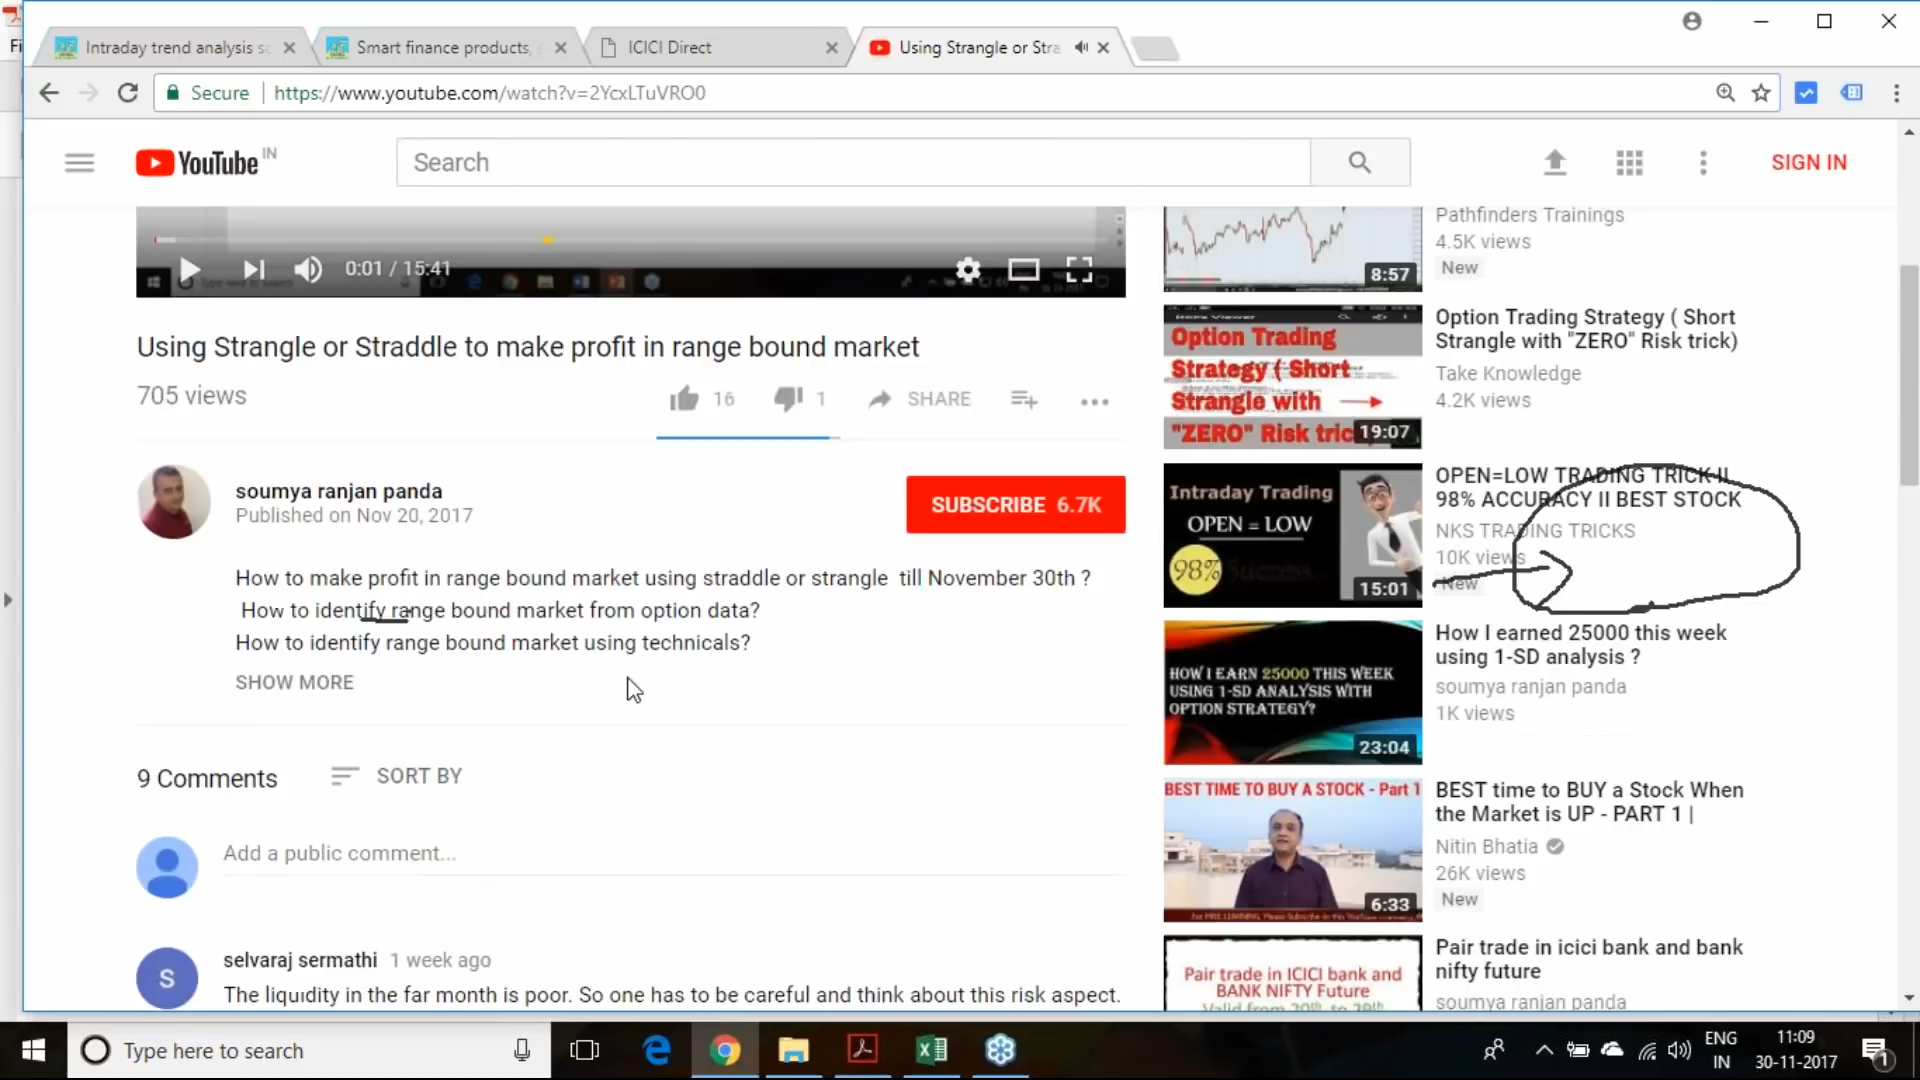 Fi
Intraday trend analysis so
Smart finance products,
ICICI Direct
Using Strangle or Stra
Secure
https://www.youtube.com/watch?v=2YcxLTuVRO0
YouTube IN
Search
SIGN IN
0:01 / 15:41
Using Strangle or Straddle to make profit in range bound market
705 views
16
1
SHARE
soumya ranjan panda
Published on Nov 20, 2017
SUBSCRIBE 6.7K
How to make profit in range bound market using straddle or strangle till November 30th ?
How to identify range bound market from option data?
How to identify range bound market using technicals?
SHOW MORE
9 Comments
SORT BY
Add a public comment...
S
selvaraj sermathi 1 week ago
The liquidity in the far month is poor. So one has to be careful and think about this risk aspect.
8:57
Pathfinders Trainings
4.5K views
New
Option Trading
Strategy ( Short
Strangle with
"ZERO" Risk tric
19:07
Option Trading Strategy ( Short
Strangle with "ZERO" Risk trick)
Take Knowledge
4.2K views
Intraday Trading
OPEN = LOW
98% Success...
15:01
OPEN=LOW TRADING TRICK II
98% ACCURACY II BEST STOCK
NKS TRADING TRICKS
10K views
New
HOW I EARN 25000 THIS WEEK
USING 1-SD ANALYSIS WITH
OPTION STRATEGY?
23:04
How I earned 25000 this week
using 1-SD analysis ?
soumya ranjan panda
1K views
BEST TIME TO BUY A STOCK - Part 1
6:33
BEST time to BUY a Stock When
the Market is UP - PART 1 |
Nitin Bhatia
26K views
New
Pair trade in ICICI bank and
BANK NIFTY Future
Valid from 20th to 29th
Pair trade in icici bank and bank
nifty future
soumya ranjan panda
Type here to search
ENG
IN
11:09
30-11-2017
1